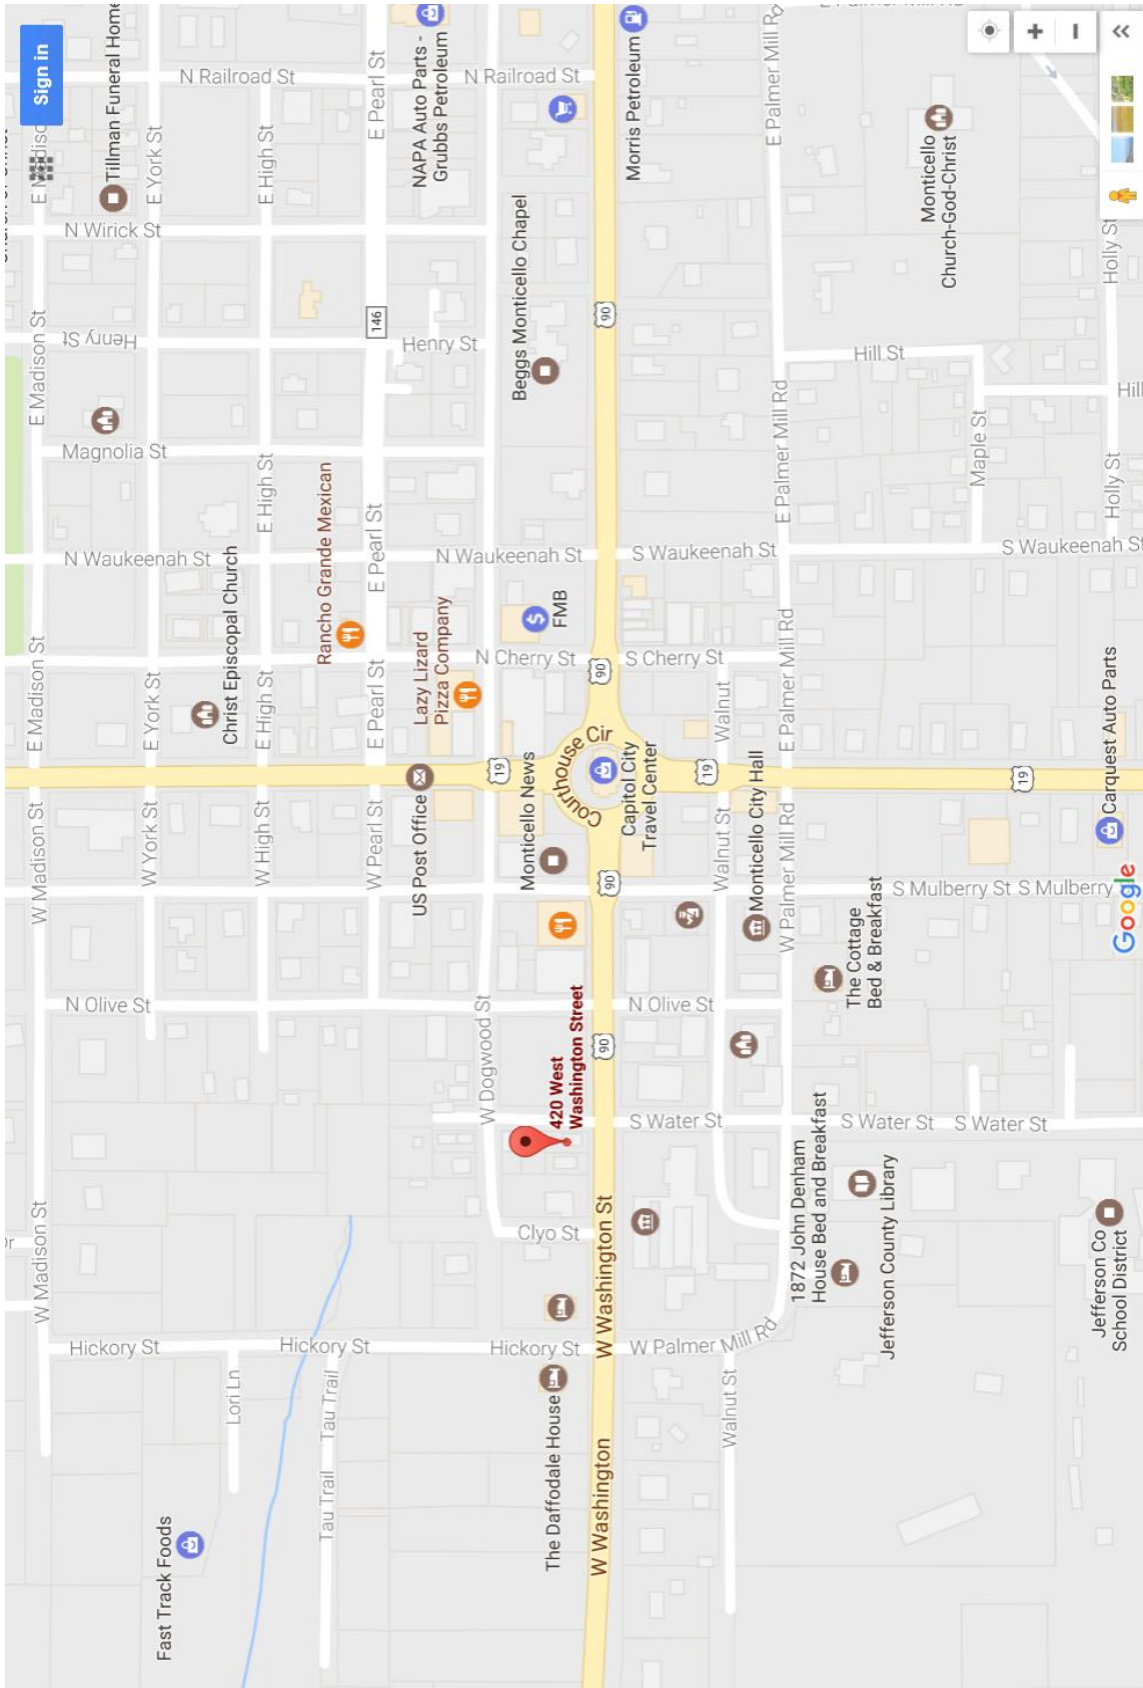 Sign in
W Madison St
W Madison St
W Madison St
E Madison St
E Madison St
E Madison St
Tillman Funeral Home
Hickory St
N Olive St
Magnolia St
Henry St
N Wirick St
N Railroad St
W York St
E York St
E York St
Fast Track Foods
N Waukeenah St
Christ Episcopal Church
Lori Ln
W High St
E High St
E High St
E High St
Hickory St
Tau Trail
Tau Trail
Rancho Grande Mexican
W Pearl St
E Pearl St
E Pearl St
E Pearl St
146
US Post Office
Lazy Lizard
Pizza Company
Henry St
NAPA Auto Parts -
Grubbs Petroleum
W Dogwood St
19
Hickory St
Clyo St
N Cherry St
N Waukeenah St
N Railroad St
Monticello News
Beggs Monticello Chapel
The Daffodale House
420 West
Washington Street
FMB
Courthouse Cir
W Washington
W Washington St
90
90
90
90
Capitol City
Travel Center
Morris Petroleum
W Palmer Mill Rd
S Water St
N Olive St
S Cherry St
S Waukeenah St
19
Walnut St
Walnut St
Walnut
Monticello City Hall
W Palmer Mill Rd
E Palmer Mill Rd
E Palmer Mill Rd
E Palmer Mill Rd
1872 John Denham
House Bed and Breakfast
The Cottage
Bed & Breakfast
Jefferson County Library
S Water St
S Water St
S Mulberry St
S Mulberry
Hill St
Monticello
Church-God-Christ
Maple St
19
Jefferson Co
School District
Carquest Auto Parts
S Waukeenah St
Holly St
Holly St
Hill
Google